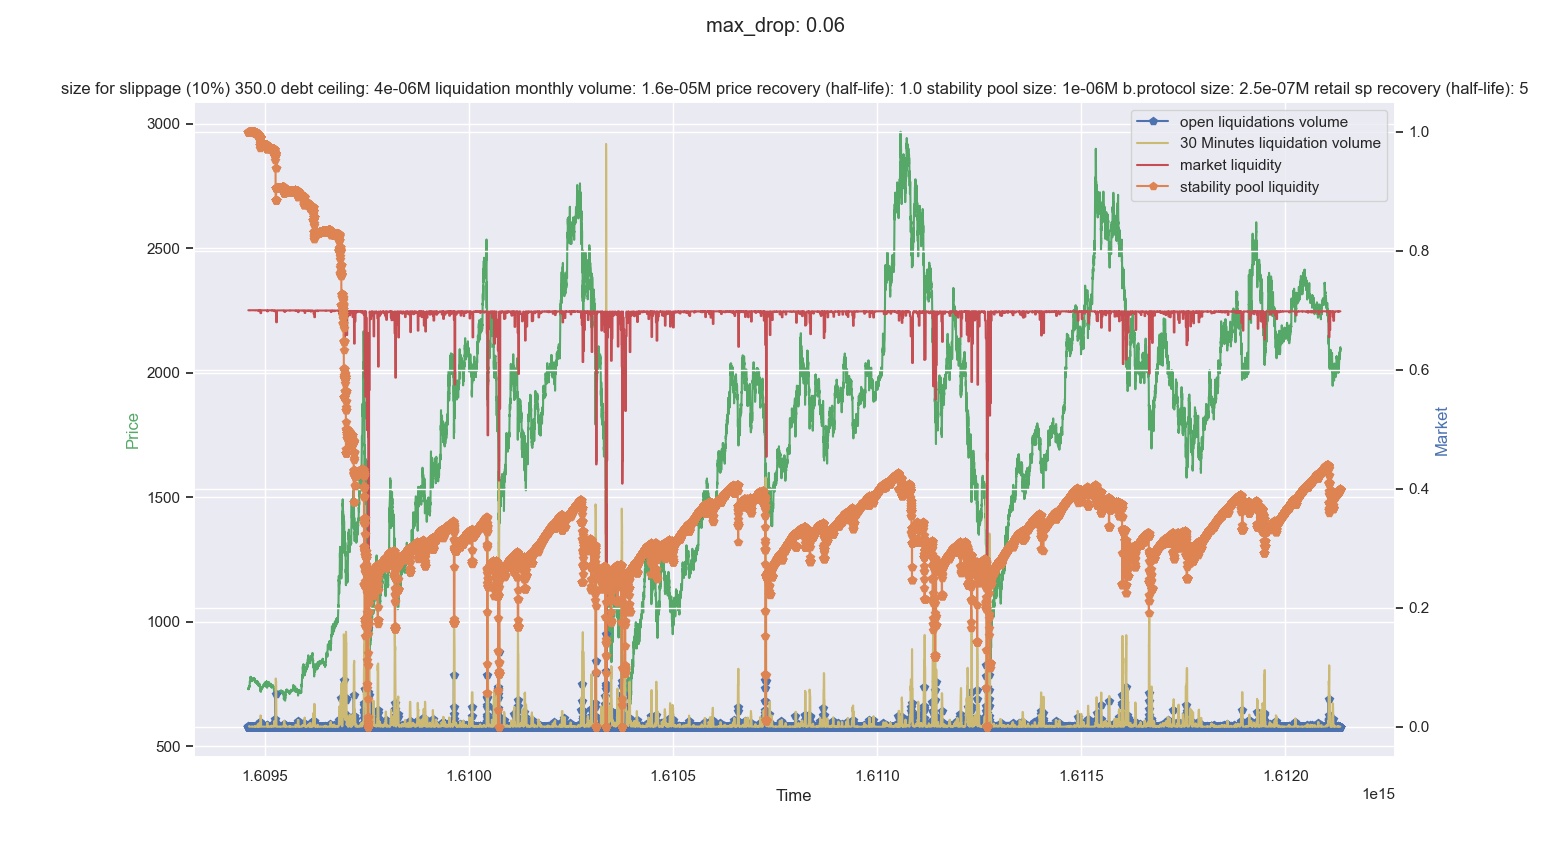 max_drop: 0.06
size for slippage (10%) 350.0 debt ceiling: 4e-06M liquidation monthly volume: 1.6e-05M price recovery (half-life): 1.0 stability pool size: 1e-06M b.protocol size: 2.5e-07M retail sp recovery (half-life): 5
open liquidations volume
30 Minutes liquidation volume
market liquidity
stability pool liquidity
3000
2500
2000
1500
1000
500
Price
1.0
0.8
0.6
0.4
0.2
0.0
Market
1.6095 1.6100 1.6105 1.6110 1.6115 1.6120
Time
1e15